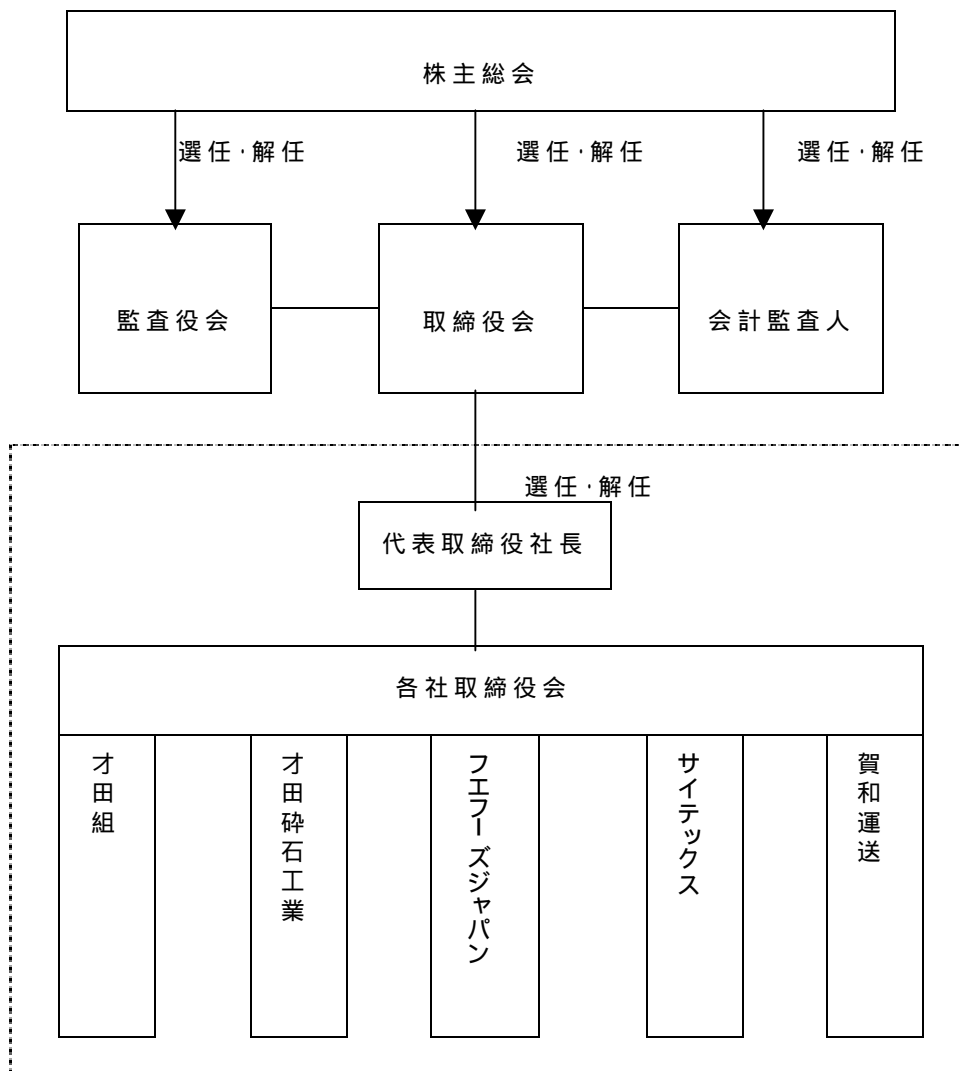 株主総会
選任・解任
選任・解任
選任・解任
監査役会
取締役会
会計監査人
選任・解任
代表取締役社長
各社取締役会
才田組
才田砕石工業
フエフーズジャパン
サイテックス
賀和運送